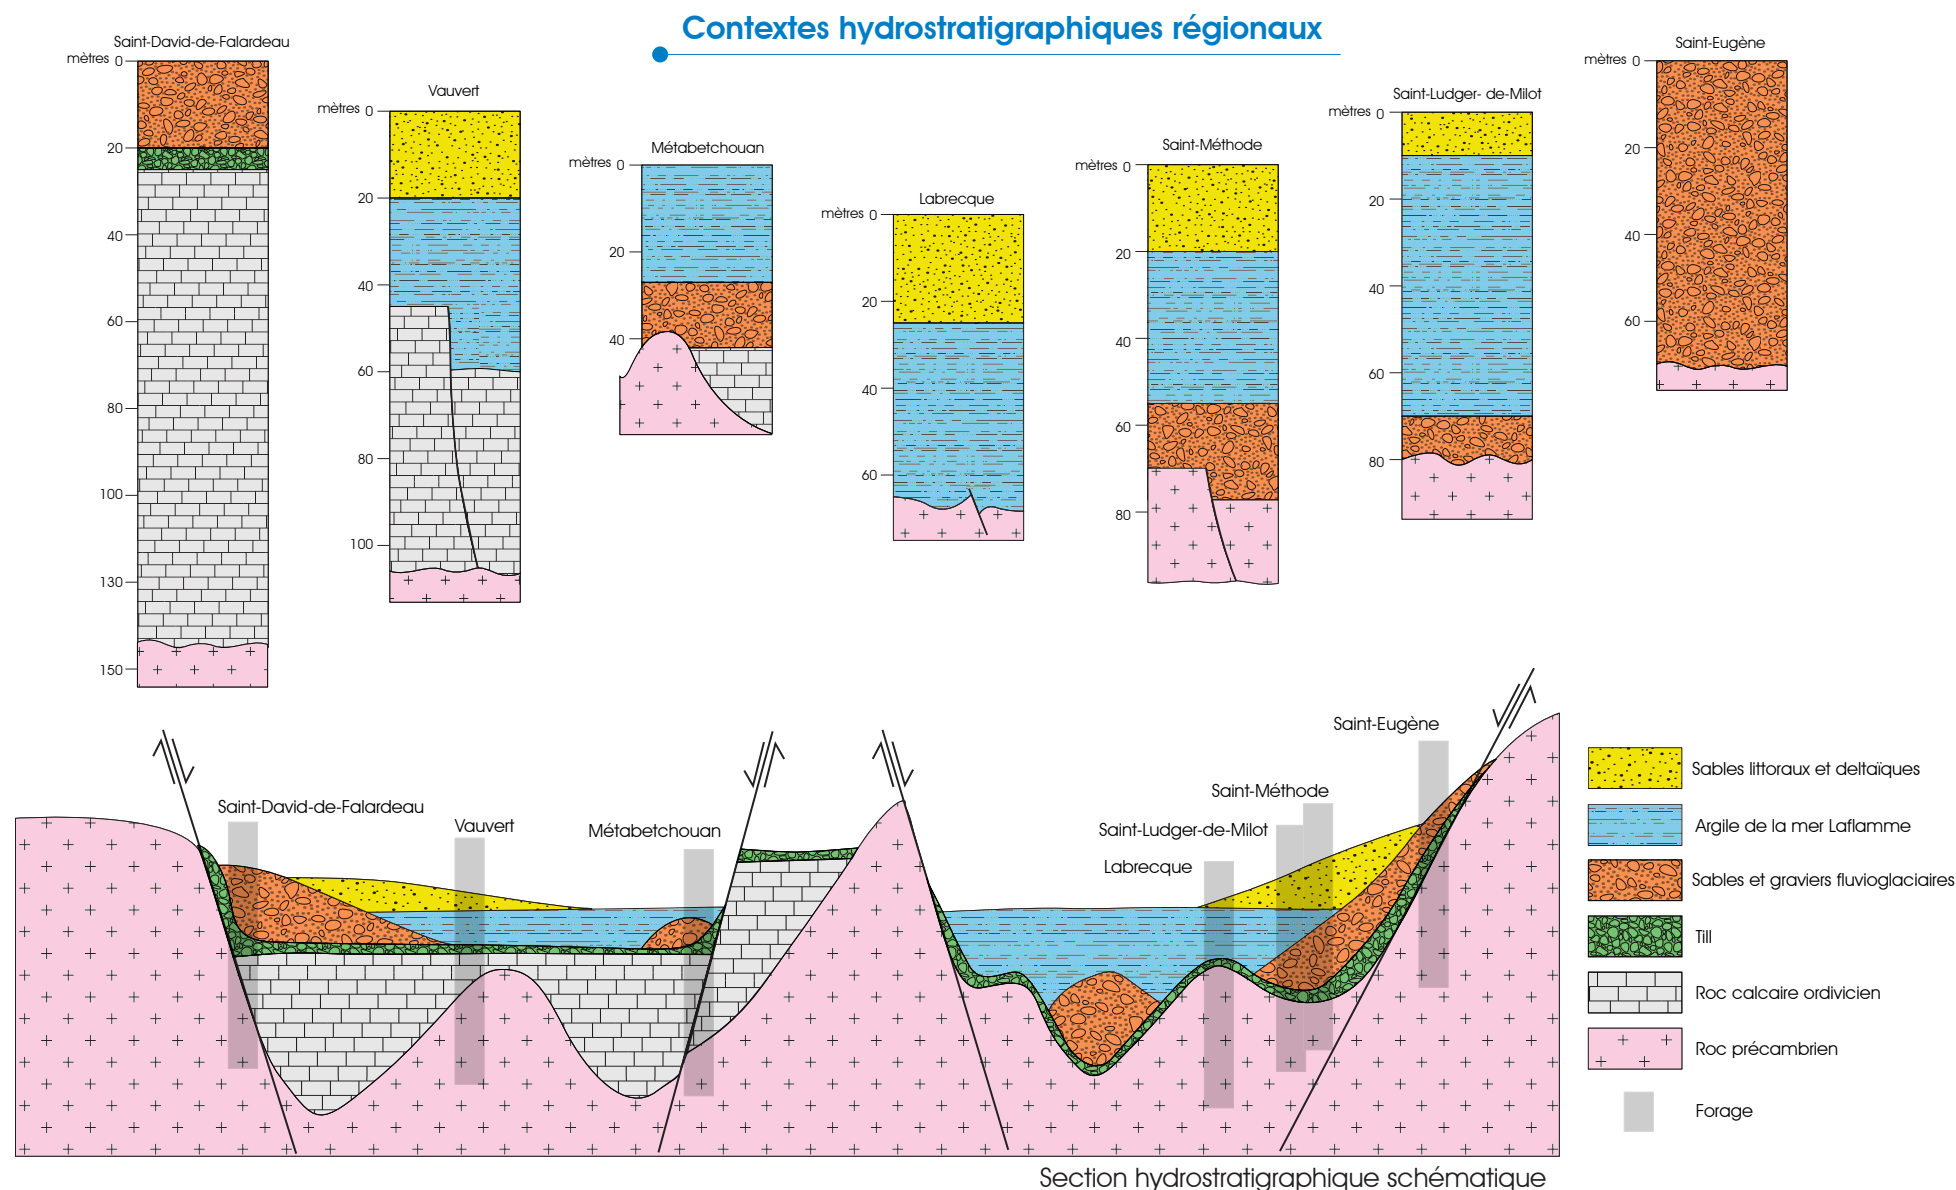 Contextes hydrostratigraphiques régionaux
Saint-David-de-Falardeau
mètres 0
20
40
60
80
100
130
150
Vauvert
mètres 0
20
40
60
80
100
Métabetchouan
mètres 0
20
40
Labrecque
mètres 0
20
40
60
Saint-Méthode
mètres 0
20
40
60
80
Saint-Ludger- de-Milot
mètres 0
20
40
60
80
Saint-Eugène
mètres 0
20
40
60
Saint-David-de-Falardeau
Vauvert
Métabetchouan
Labrecque
Saint-Ludger-de-Milot
Saint-Méthode
Saint-Eugène
Sables littoraux et deltaïques
Argile de la mer Laflamme
Sables et graviers fluvioglaciaires
Till
Roc calcaire ordivicien
Roc précambrien
Forage
Section hydrostratigraphique schématique